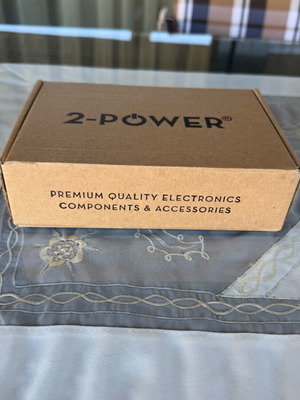 2-POWER®
PREMIUM QUALITY ELECTRONICS
COMPONENTS & ACCESSORIES